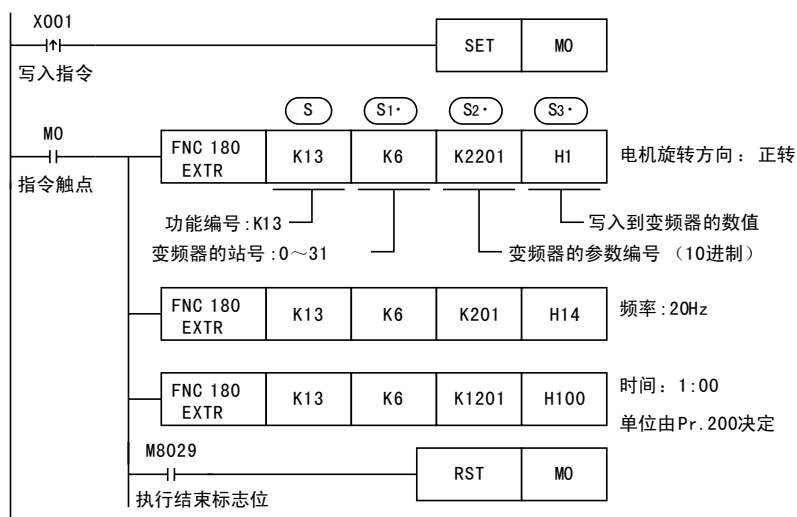 X001
SET M0
写入指令
S S1· S2· S3·
M0
FNC 180 EXTR K13 K6 K2201 H1 电机旋转方向：正转
指令触点
功能编号:K13 写入到变频器的数值
变频器的站号:0～31 变频器的参数编号 （10进制）
FNC 180 EXTR K13 K6 K201 H14 频率:20Hz
FNC 180 EXTR K13 K6 K1201 H100 时间：1:00
单位由Pr.200决定
M8029
RST M0
执行结束标志位